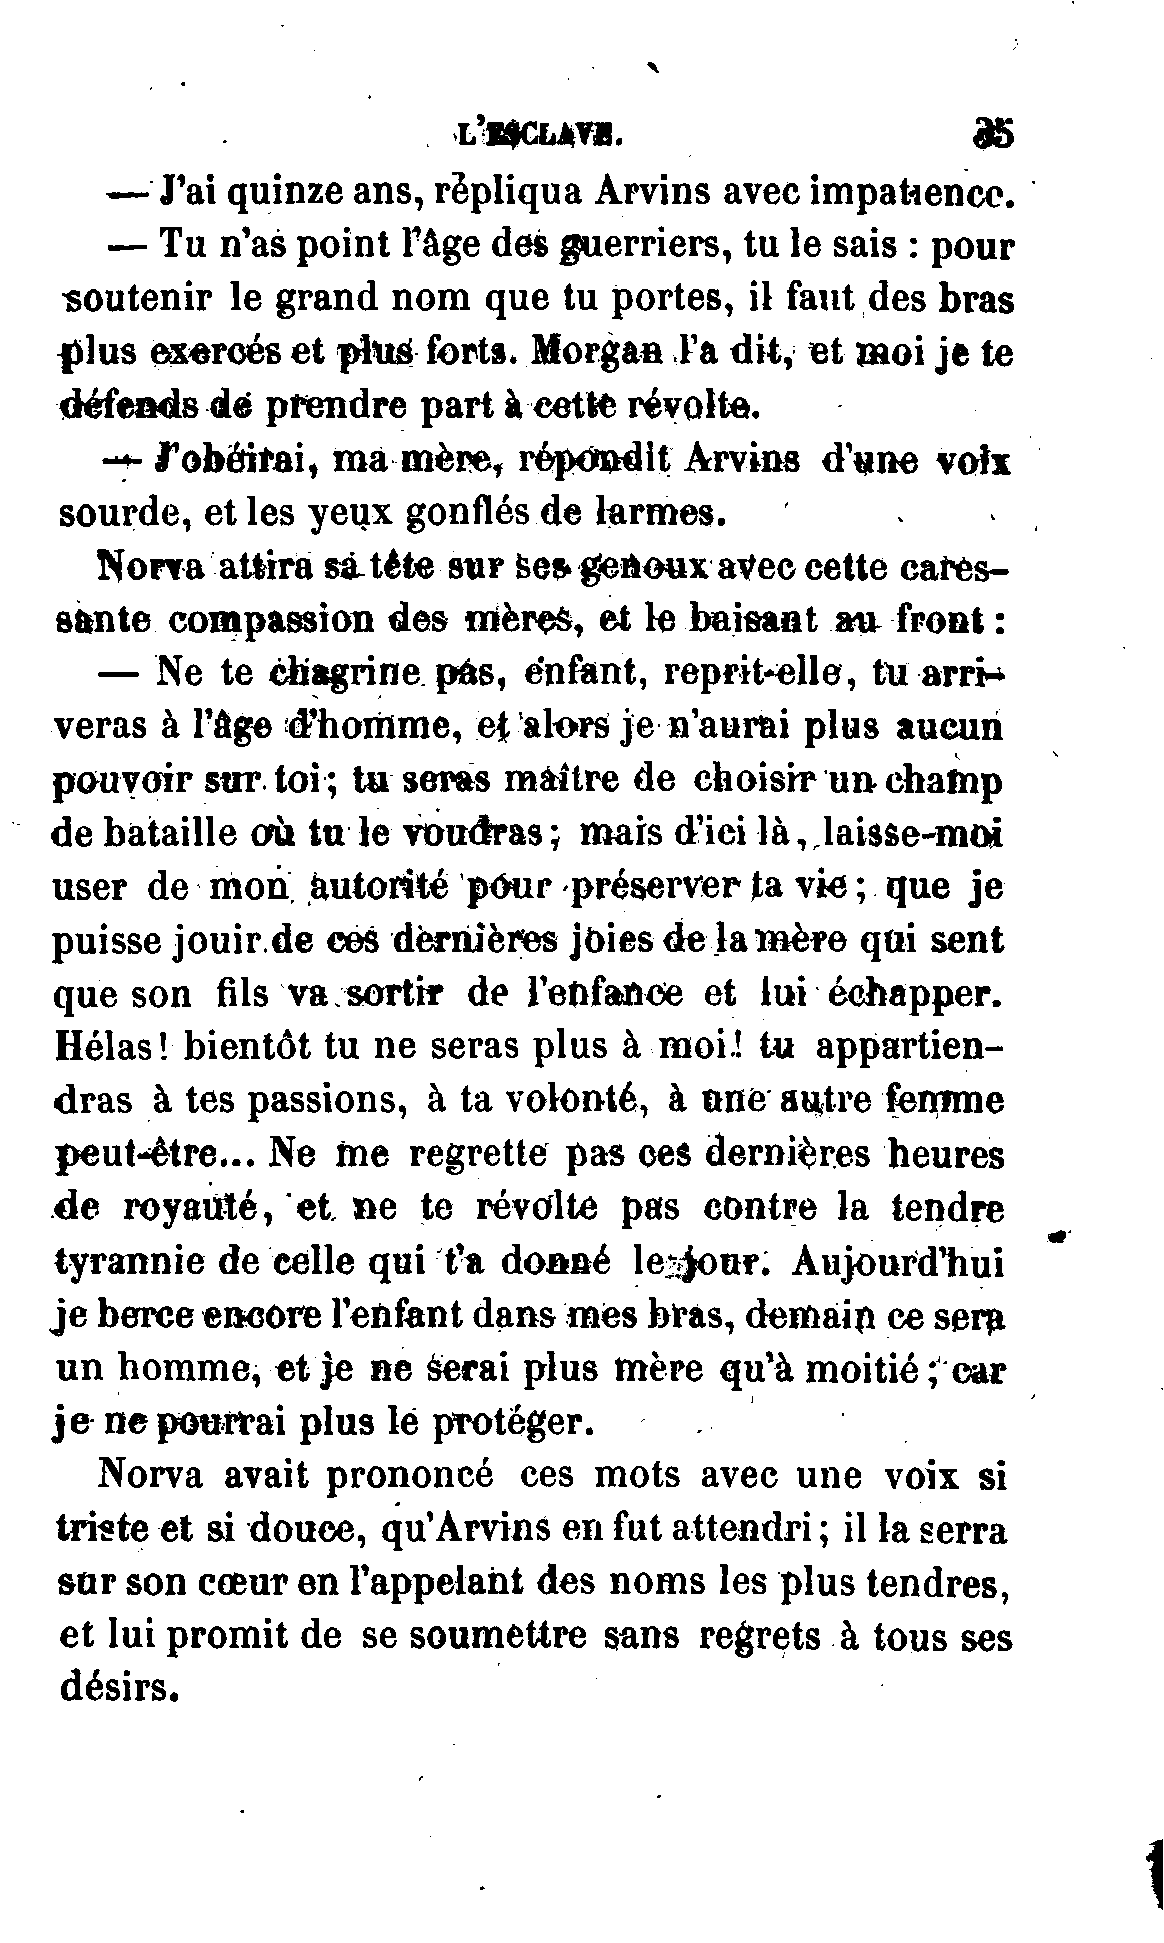 L'ESCLAVE. 35
— J'ai quinze ans, répliqua Arvins avec impatience.
— Tu n'as point l'âge des guerriers, tu le sais : pour
soutenir le grand nom que tu portes, il faut des bras
plus exercés et plus forts. Morgan l'a dit, et moi je te
défends de prendre part à cette révolte.
— J'obéirai, ma mère, répondit Arvins d'une voix
sourde, et les yeux gonflés de larmes.
Norva attira sa tête sur ses genoux avec cette cares-
sante compassion des mères, et le baisant au front :
— Ne te chagrine pas, enfant, reprit-elle, tu arri-
veras à l'âge d'homme, et alors je n'aurai plus aucun
pouvoir sur toi ; tu seras maître de choisir un champ
de bataille où tu le voudras ; mais d'ici là, laisse-moi
user de mon autorité pour préserver ta vie ; que je
puisse jouir de ces dernières joies de la mère qui sent
que son fils va sortir de l'enfance et lui échapper.
Hélas ! bientôt tu ne seras plus à moi ! tu appartien-
dras à tes passions, à ta volonté, à une autre femme
peut-être... Ne me regrette pas ces dernières heures
de royauté, et ne te révolte pas contre la tendre
tyrannie de celle qui t'a donné le jour. Aujourd'hui
je berce encore l'enfant dans mes bras, demain ce sera
un homme, et je ne serai plus mère qu'à moitié ; car
je ne pourrai plus le protéger.
Norva avait prononcé ces mots avec une voix si
triste et si douce, qu'Arvins en fut attendri ; il la serra
sur son cœur en l'appelant des noms les plus tendres,
et lui promit de se soumettre sans regrets à tous ses
désirs.